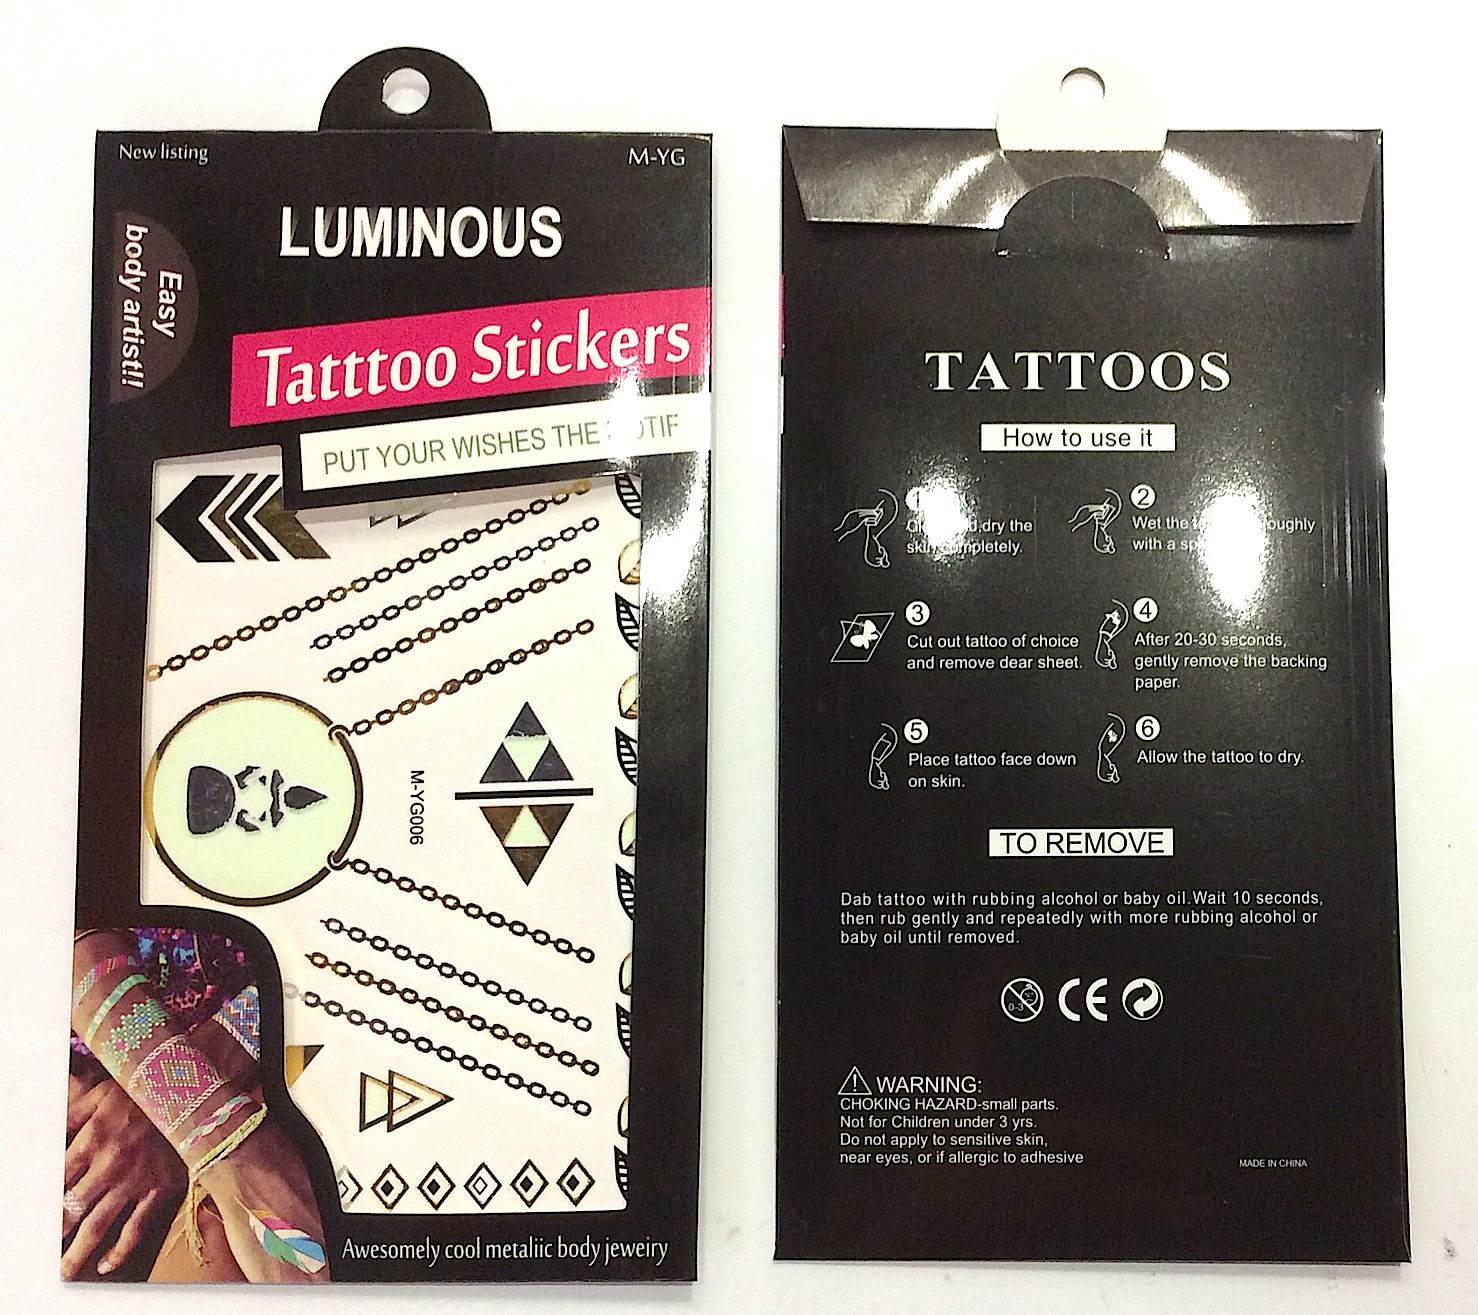 New listing
M-YG
LUMINOUS
Easy
body artist!!
Tatttoo Stickers
PUT YOUR WISHES THE
M-YG006
Awesomely cool metaliic body jeweiry
TATTOOS
How to use it
1
dry the
skin completely.
2
Wet the
with a
3
Cut out tattoo of choice
and remove dear sheet.
4
After 20-30 seconds,
gently remove the backing
paper.
5
Place tattoo face down
on skin.
6
Allow the tattoo to dry.
TO REMOVE
Dab tattoo with rubbing alcohol or baby oil.Wait 10 seconds,
then rub gently and repeatedly with more rubbing alcohol or
baby oil until removed.
0-3
CE
WARNING:
CHOKING HAZARD-small parts.
Not for Children under 3 yrs.
Do not apply to sensitive skin,
near eyes, or if allergic to adhesive
MADE IN CHINA